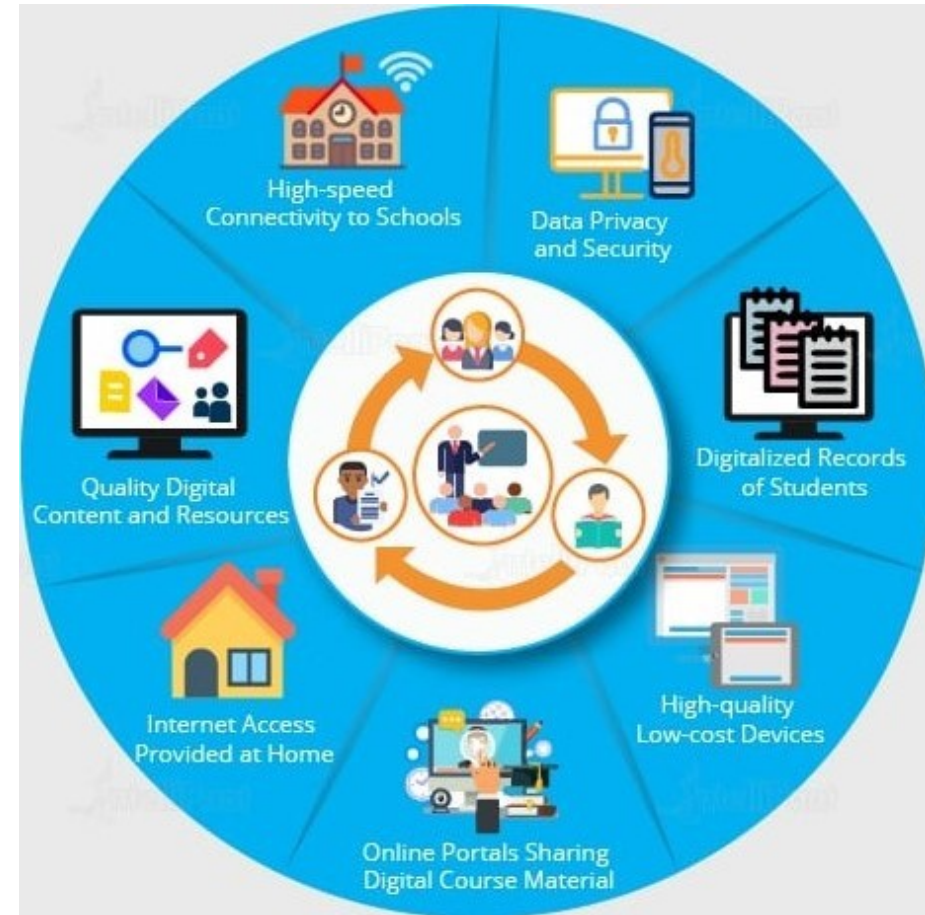 High-speed
Connectivity to Schools
Data Privacy
and Security
Digitalized Records
of Students
High-quality
Low-cost Devices
Online Portals Sharing
Digital Course Material
Internet Access
Provided at Home
Quality Digital
Content and Resources